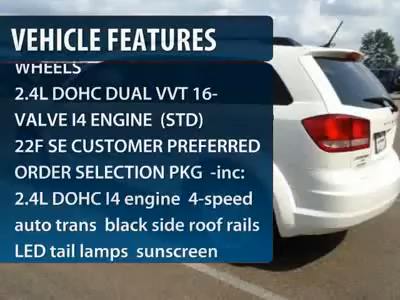 VEHICLE FEATURES
WHEELS
2.4L DOHC DUAL VVT 16-
VALVE I4 ENGINE (STD)
22F SE CUSTOMER PREFERRED
ORDER SELECTION PKG -inc:
2.4L DOHC I4 engine 4-speed
auto trans black side roof rails
LED tail lamps sunscreen